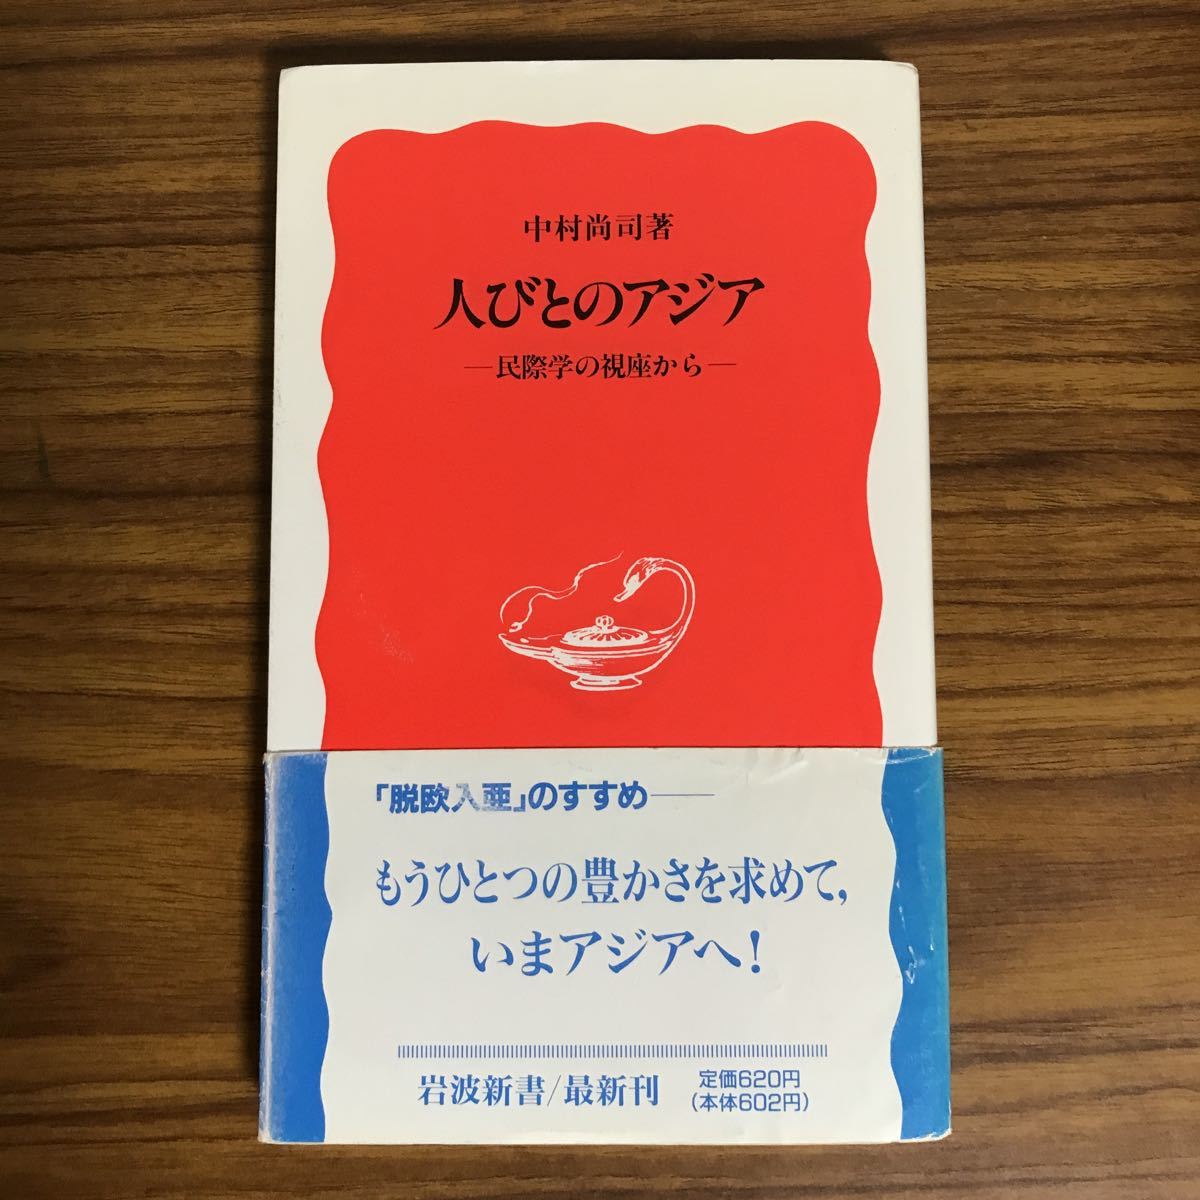 中村尚司著
人びとのアジア
―民際学の視座から―
「脱欧入亜」のすすめ――
もうひとつの豊かさを求めて,
いまアジアへ!
岩波新書/最新刊
定価620円
(本体602円)